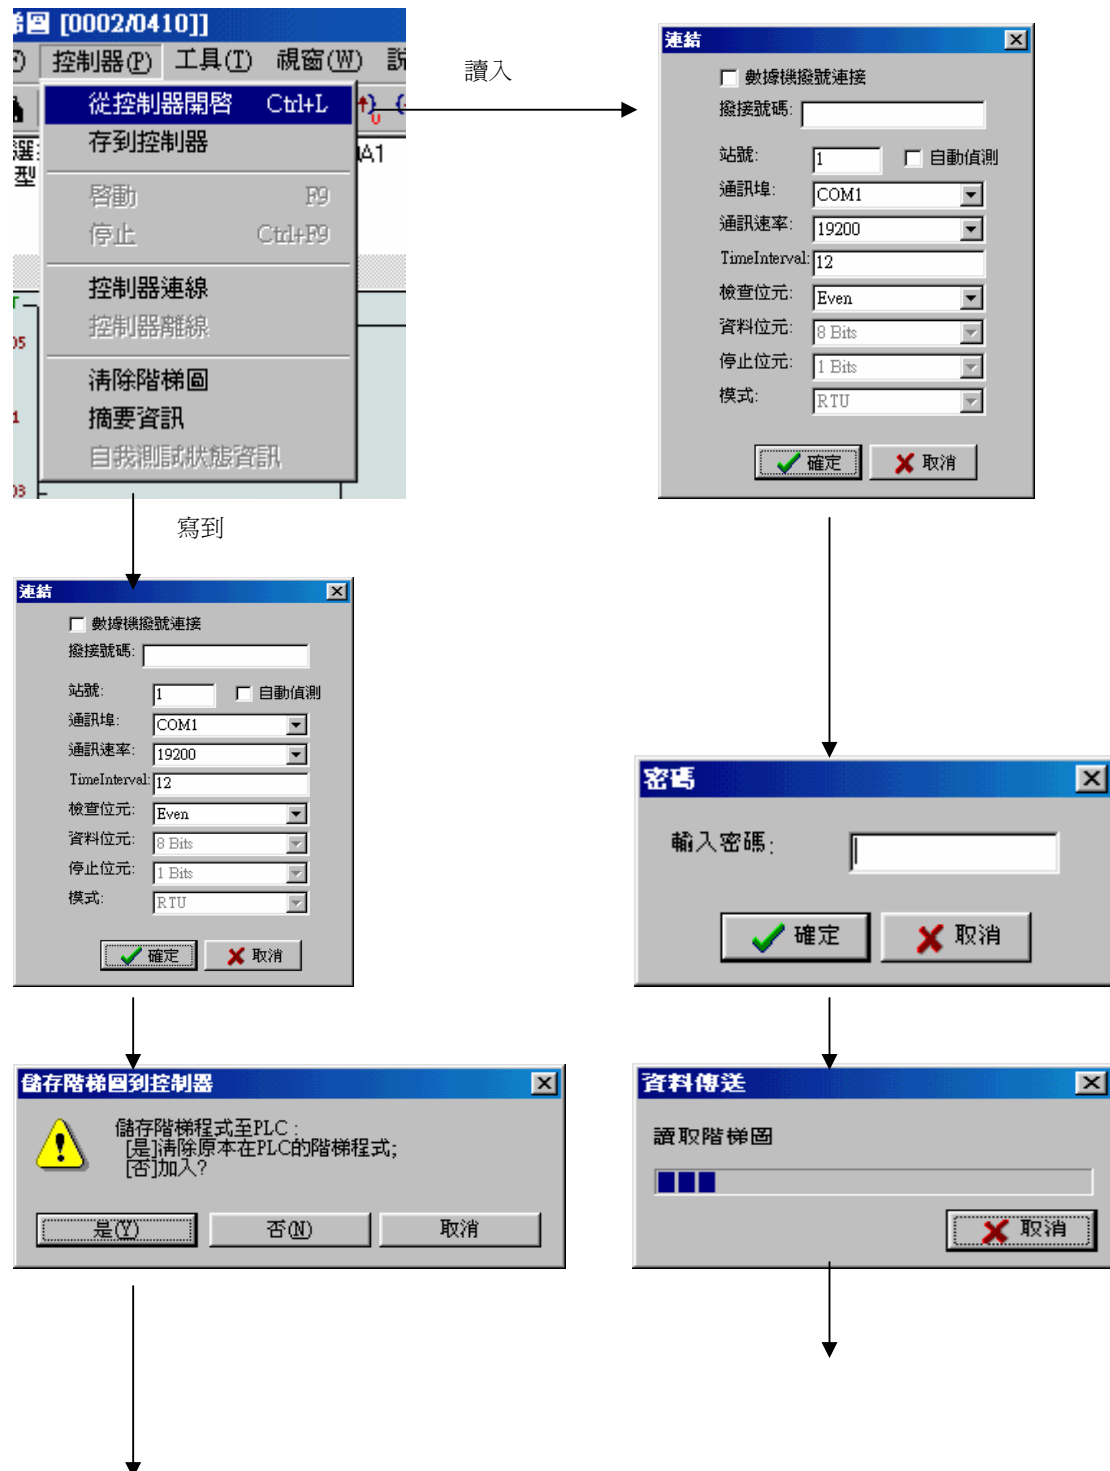 梯圖 [0002/0410]]
控制器(P) 工具(T) 視窗(W) 說
從控制器開啓 Ctrl+L
存到控制器
啓動 F9
停止 Ctrl+F9
控制器連線
控制器離線
清除階梯圖
摘要資訊
自我測試狀態資訊
選
型
A1
05
1
03
讀入
連結
數據機撥號連接
撥接號碼:
站號: 1 自動偵測
通訊埠: COM1
通訊速率: 19200
TimeInterval: 12
檢查位元: Even
資料位元: 8 Bits
停止位元: 1 Bits
模式: RTU
確定 取消
寫到
連結
數據機撥號連接
撥接號碼:
站號: 1 自動偵測
通訊埠: COM1
通訊速率: 19200
TimeInterval: 12
檢查位元: Even
資料位元: 8 Bits
停止位元: 1 Bits
模式: RTU
確定 取消
密碼
輸入密碼:
確定 取消
儲存階梯圖到控制器
儲存階梯程式至PLC :
[是]清除原本在PLC的階梯程式;
[否]加入?
是(Y) 否(N) 取消
資料傳送
讀取階梯圖
取消